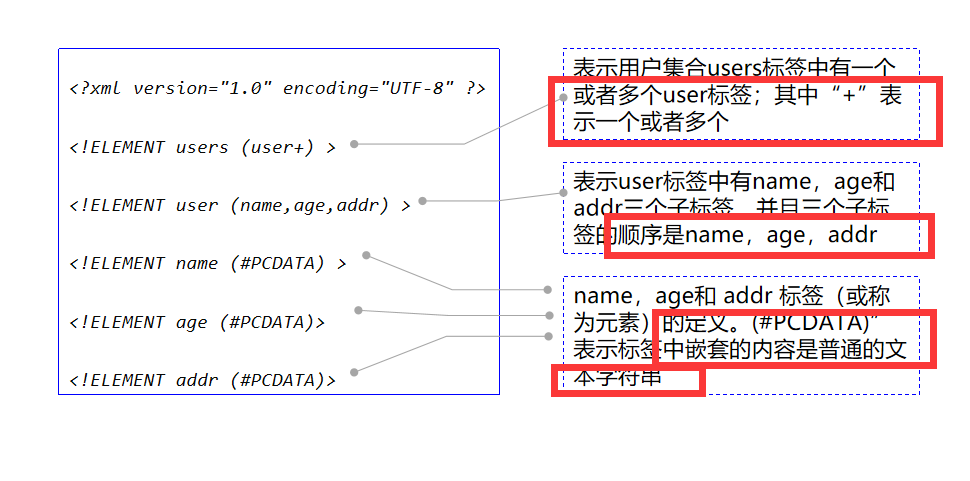 <?xml version="1.0" encoding="UTF-8" ?>
<!ELEMENT users (user+) >
<!ELEMENT user (name,age,addr) >
<!ELEMENT name (#PCDATA) >
<!ELEMENT age (#PCDATA)>
<!ELEMENT addr (#PCDATA)>
表示用户集合users标签中有一个
或者多个user标签；其中“+”表
示一个或者多个
表示user标签中有name，age和
addr三个子标签，并且三个子标
签的顺序是name，age，addr
name，age和 addr 标签（或称
为元素）的定义。(#PCDATA)”
表示标签中嵌套的内容是普通的文
本字符串